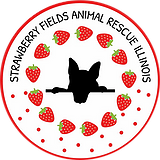 STRAWBERRY FIELDS ANIMAL RESCUE ILLINOIS